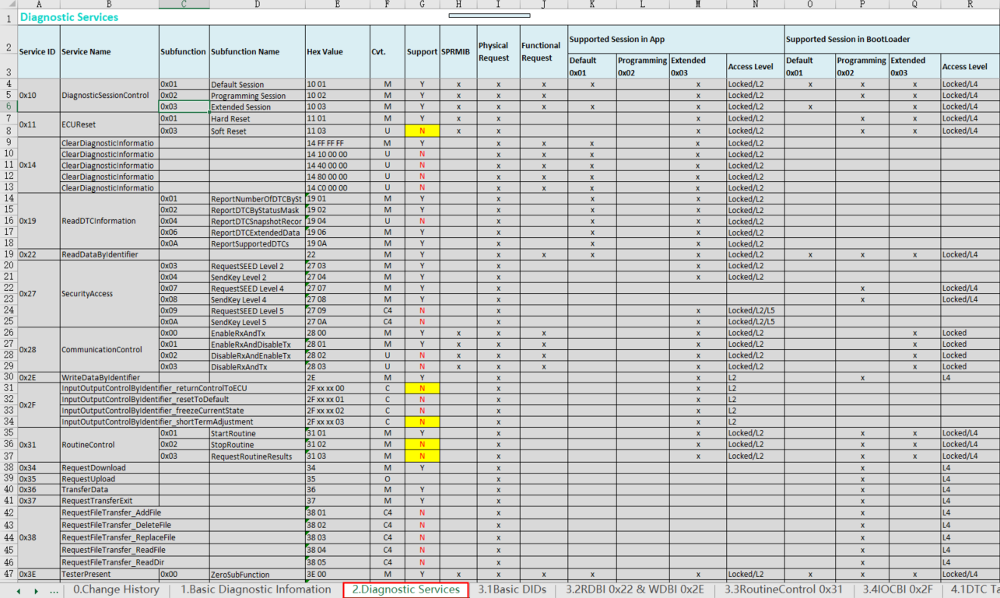 A B C D E F G H I J K L M N O P Q R
1 Diagnostic Services
2 Service ID Service Name Subfunction Subfunction Name Hex Value Cvt. Support SPRMIB Physical Request Functional Request Supported Session in App Supported Session in BootLoader
3 Default 0x01 Programming 0x02 Extended 0x03 Access Level Default 0x01 Programming 0x02 Extended 0x03 Access Level
4 0x01 Default Session 10 01 M Y x x x x x Locked/L2 x x x Locked/L4
5 0x10 DiagnosticSessionControl 0x02 Programming Session 10 02 M Y x x x x Locked/L2 x x Locked/L4
6 0x03 Extended Session 10 03 M Y x x x x x Locked/L2 x x Locked/L4
7 0x11 ECUReset 0x01 Hard Reset 11 01 M Y x x x Locked/L2 x x Locked/L4
8 0x03 Soft Reset 11 03 U N x x x Locked/L2 x x Locked/L4
9 ClearDiagnosticInformatio 14 FF FF FF M Y x x x x Locked/L2
10 ClearDiagnosticInformatio 14 10 00 00 U N x x x x Locked/L2
11 0x14 ClearDiagnosticInformatio 14 40 00 00 U N x x x x Locked/L2
12 ClearDiagnosticInformatio 14 80 00 00 U N x x x x Locked/L2
13 ClearDiagnosticInformatio 14 C0 00 00 U N x x x x Locked/L2
14 0x01 ReportNumberOfDTCBySt 19 01 M Y x x x Locked/L2
15 0x02 ReportDTCByStatusMask 19 02 M Y x x x Locked/L2
16 0x19 ReadDTCInformation 0x04 ReportDTCSnapshotRecor 19 04 U N x x x Locked/L2
17 0x06 ReportDTCExtendedData 19 06 M Y x x x Locked/L2
18 0x0A ReportSupportedDTCs 19 0A M Y x x x Locked/L2
19 0x22 ReadDataByIdentifier 22 M Y x x x x Locked/L2 x x x Locked/L4
20 0x03 RequestSEED Level 2 27 03 M Y x x Locked/L2
21 0x04 SendKey Level 2 27 04 M Y x x Locked/L2
22 0x27 SecurityAccess 0x07 RequestSEED Level 4 27 07 M Y x x Locked/L4
23 0x08 SendKey Level 4 27 08 M Y x x Locked/L4
24 0x09 RequestSEED Level 5 27 09 C4 N x x Locked/L2/L5
25 0x0A SendKey Level 5 27 0A C4 N x x Locked/L2/L5
26 0x00 EnableRxAndTx 28 00 M Y x x x x Locked/L2 x Locked
27 0x28 CommunicationControl 0x01 EnableRxAndDisableTx 28 01 M Y x x x x Locked/L2 x Locked
28 0x02 DisableRxAndEnableTx 28 02 U N x x x x Locked/L2 x Locked
29 0x03 DisableRxAndTx 28 03 U N x x x x Locked/L2 x Locked
30 0x2E WriteDataByIdentifier 2E M Y x x L2 x L4
31 InputOutputControlByIdentifier_returnControlToECU 2F xx xx 00 C N x x L2
32 0x2F InputOutputControlByIdentifier_resetToDefault 2F xx xx 01 C N x x L2
33 InputOutputControlByIdentifier_freezeCurrentState 2F xx xx 02 C N x x L2
34 InputOutputControlByIdentifier_shortTermAdjustment 2F xx xx 03 C N x x L2
35 0x01 StartRoutine 31 01 M Y x x Locked/L2 x x Locked/L4
36 0x31 RoutineControl 0x02 StopRoutine 31 02 M N x x Locked/L2 x x Locked/L4
37 0x03 RequestRoutineResults 31 03 M N x x Locked/L2 x x Locked/L4
38 0x34 RequestDownload 34 M Y x x L4
39 0x35 RequestUpload 35 O x x L4
40 0x36 TransferData 36 M Y x x L4
41 0x37 RequestTransferExit 37 M Y x x L4
42 RequestFileTransfer_AddFile 38 01 C4 N x x L4
43 RequestFileTransfer_DeleteFile 38 02 C4 N x x L4
44 0x38 RequestFileTransfer_ReplaceFile 38 03 C4 N x x L4
45 RequestFileTransfer_ReadFile 38 04 C4 N x x L4
46 RequestFileTransfer_ReadDir 38 05 C4 N x x L4
47 0x3E TesterPresent 0x00 ZeroSubFunction 3E 00 M Y x x x x x Locked/L2 x x x Locked/L4
... 0.Change History 1.Basic Diagnostic Infomation 2.Diagnostic Services 3.1Basic DIDs 3.2RDBI 0x22 & WDBI 0x2E 3.3RoutineControl 0x31 3.4IOCBI 0x2F 4.1DTC Ta